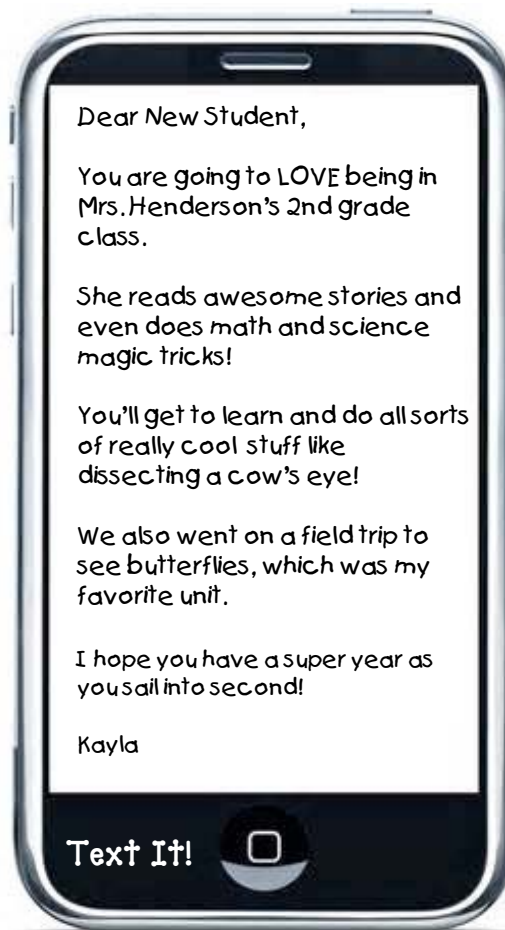 Dear New Student,
You are going to LOVE being in
Mrs. Henderson's 2nd grade
class.
She reads awesome stories and
even does math and science
magic tricks!
You'll get to learn and do all sorts
of really cool stuff like
dissecting a cow's eye!
We also went on a field trip to
see butterflies, which was my
favorite unit.
I hope you have a super year as
you sail into second!
Kayla
Text It!